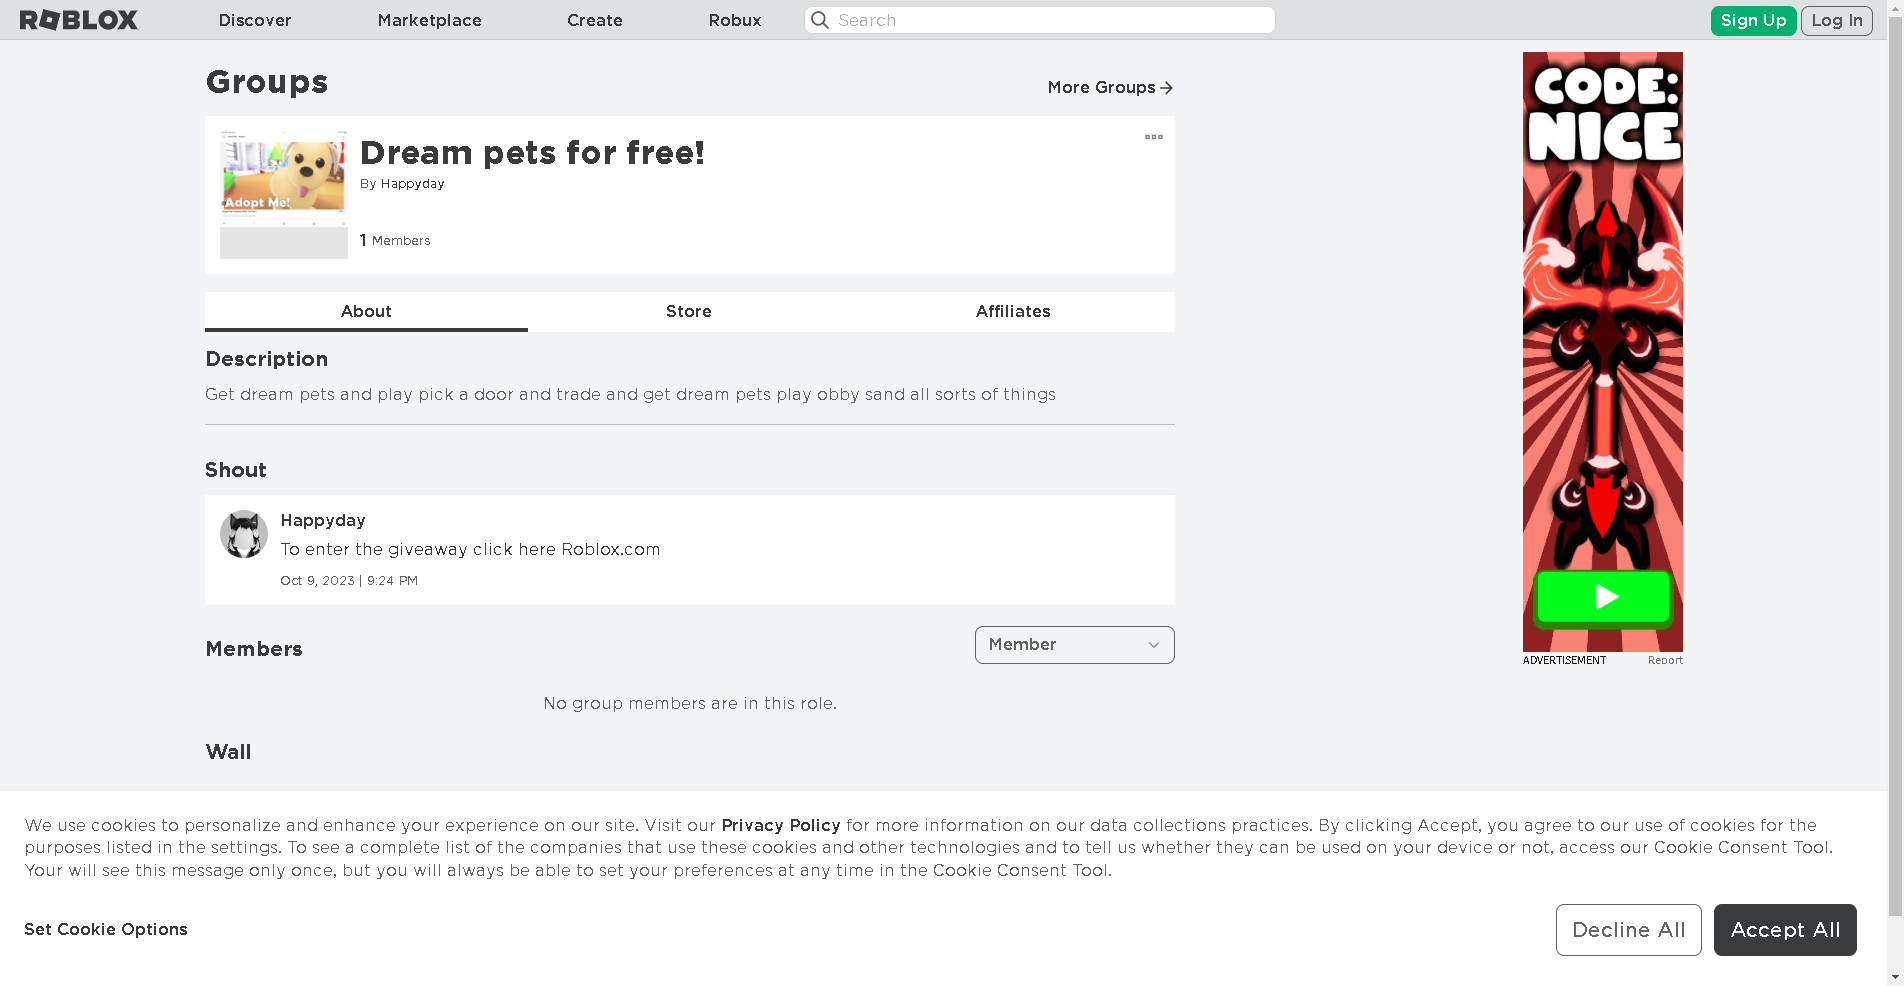 ROBLOX
Discover
Marketplace
Create
Robux
Search
Sign Up
Log In
Groups
More Groups
Adopt Me!
Dream pets for free!
By Happyday
1 Members
About
Store
Affiliates
Description
Get dream pets and play pick a door and trade and get dream pets play obby sand all sorts of things
Shout
Happyday
To enter the giveaway click here Roblox.com
Oct 9, 2023 | 9:24 PM
Members
Member
No group members are in this role.
Wall
CODE:
NICE
ADVERTISEMENT
Report
We use cookies to personalize and enhance your experience on our site. Visit our Privacy Policy for more information on our data collections practices. By clicking Accept, you agree to our use of cookies for the
purposes listed in the settings. To see a complete list of the companies that use these cookies and other technologies and to tell us whether they can be used on your device or not, access our Cookie Consent Tool.
Your will see this message only once, but you will always be able to set your preferences at any time in the Cookie Consent Tool.
Set Cookie Options
Decline All
Accept All